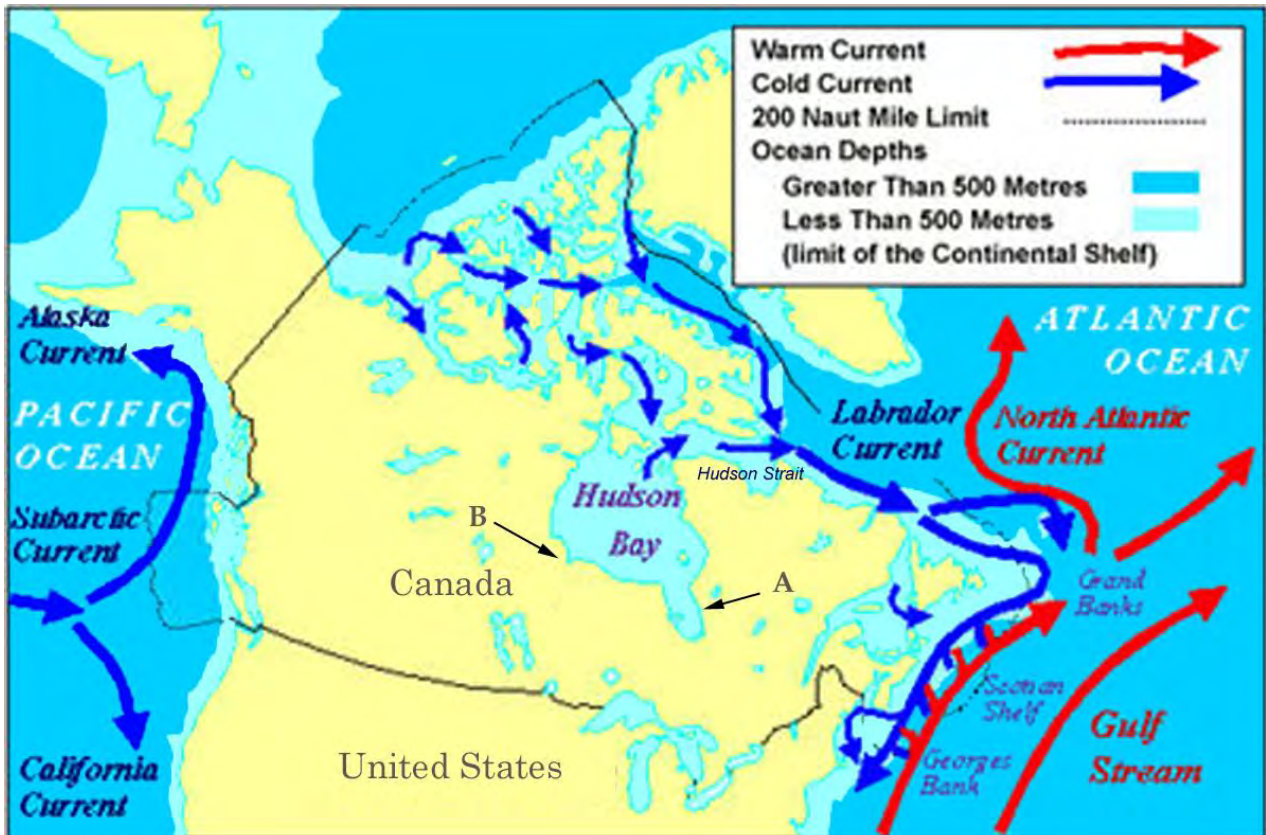 Warm Current
Cold Current
200 Naut Mile Limit
Ocean Depths
Greater Than 500 Metres
Less Than 500 Metres
(limit of the Continental Shelf)
Alaska
Current
PACIFIC
OCEAN
Subarctic
Current
California
Current
ATLANTIC
OCEAN
Labrador
Current
North Atlantic
Current
Hudson Strait
Hudson
Bay
B
A
Canada
United States
Grand
Banks
Scotian
Shelf
Georges
Bank
Gulf
Stream